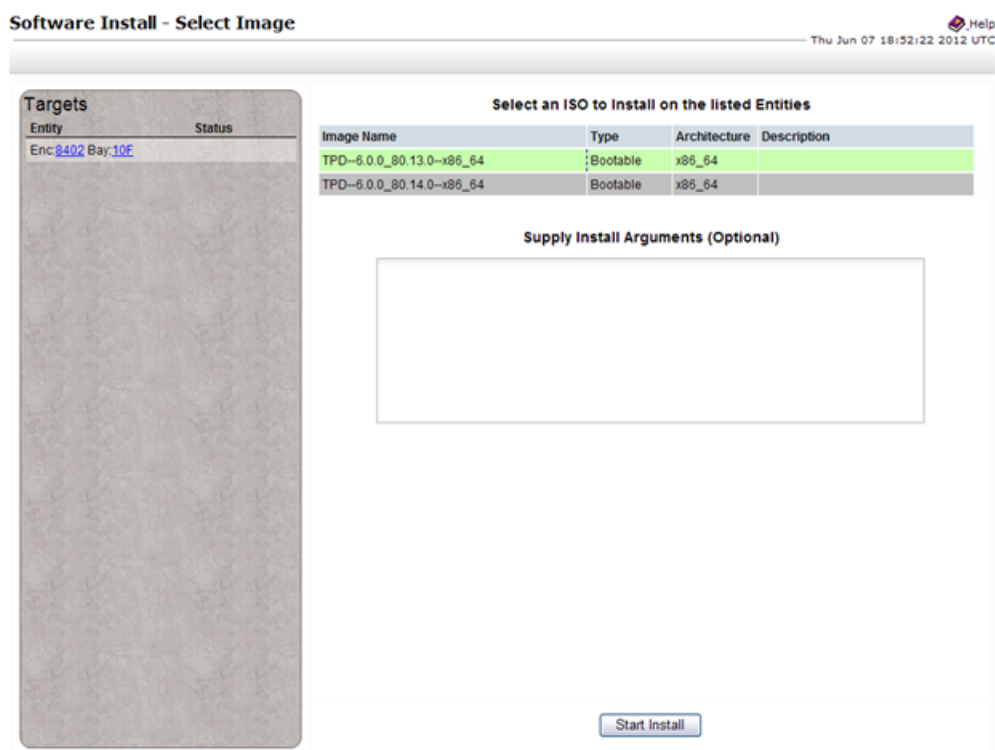 Software Install - Select Image
Help
Thu Jun 07 18:52:22 2012 UTC
Targets
Entity Status
Enc:8402 Bay:10F
Select an ISO to Install on the listed Entities
Image Name Type Architecture Description
TPD--6.0.0_80.13.0--x86_64 Bootable x86_64
TPD--6.0.0_80.14.0--x86_64 Bootable x86_64
Supply Install Arguments (Optional)
Start Install